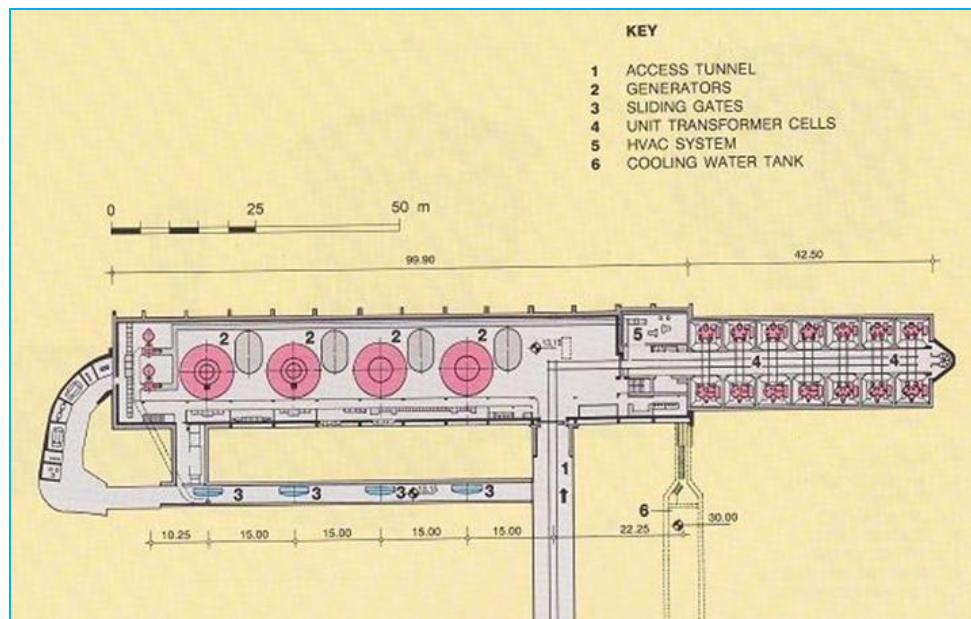 KEY
1 ACCESS TUNNEL
2 GENERATORS
3 SLIDING GATES
4 UNIT TRANSFORMER CELLS
5 HVAC SYSTEM
6 COOLING WATER TANK
0 25 50 m
99.90 42.50
2 2 2 2 5
4 4
1
3 3 3 3
6
30.00
10.25 15.00 15.00 15.00 15.00 22.25